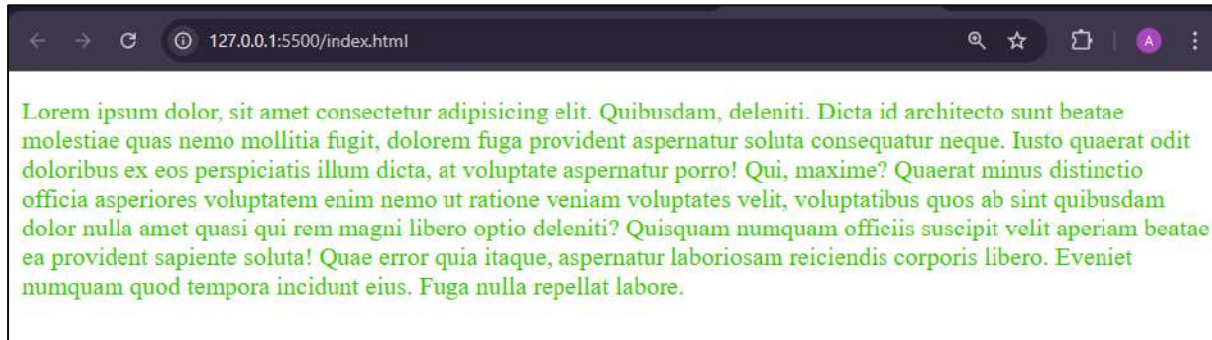 127.0.0.1:5500/index.html
A
Lorem ipsum dolor, sit amet consectetur adipisicing elit. Quibusdam, deleniti. Dicta id architecto sunt beatae
molestiae quas nemo mollitia fugit, dolorem fuga provident aspernatur soluta consequatur neque. Iusto quaerat odit
doloribus ex eos perspiciatis illum dicta, at voluptate aspernatur porro! Qui, maxime? Quaerat minus distinctio
officia asperiores voluptatem enim nemo ut ratione veniam voluptates velit, voluptatibus quos ab sint quibusdam
dolor nulla amet quasi qui rem magni libero optio deleniti? Quisquam numquam officiis suscipit velit aperiam beatae
ea provident sapiente soluta! Quae error quia itaque, aspernatur laboriosam reiciendis corporis libero. Eveniet
numquam quod tempora incidunt eius. Fuga nulla repellat labore.